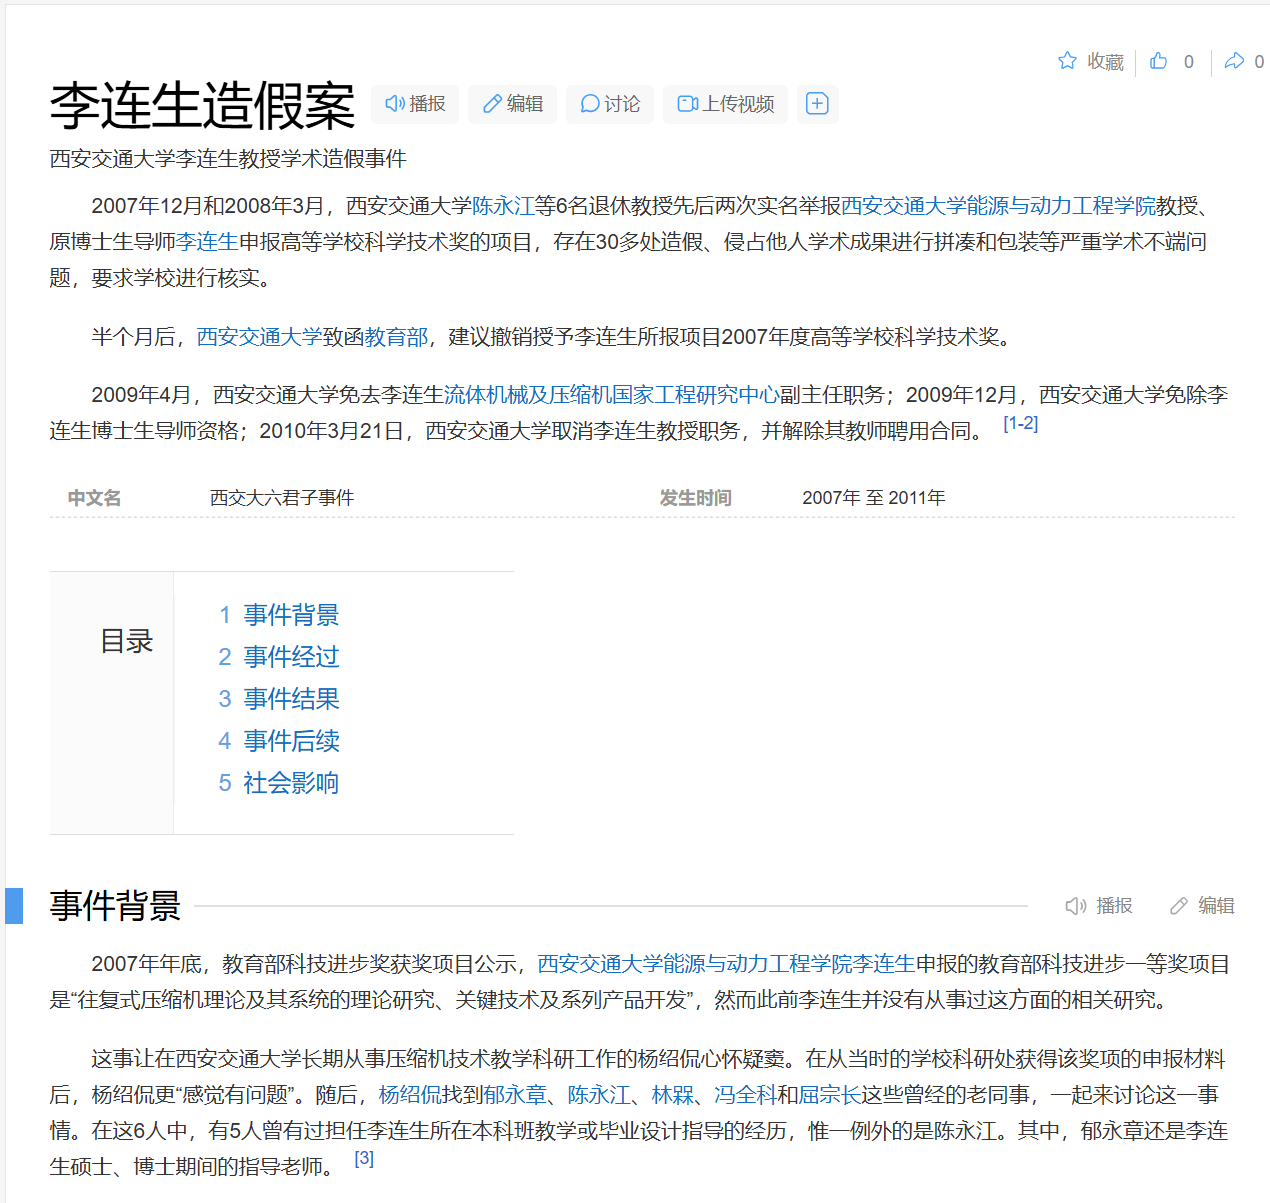 收藏 0 0
李连生造假案 播报 编辑 讨论 上传视频
西安交通大学李连生教授学术造假事件
2007年12月和2008年3月，西安交通大学陈永江等6名退休教授先后两次实名举报西安交通大学能源与动力工程学院教授、
原博士生导师李连生申报高等学校科学技术奖的项目，存在30多处造假、侵占他人学术成果进行拼凑和包装等严重学术不端问
题，要求学校进行核实。
半个月后，西安交通大学致函教育部，建议撤销授予李连生所报项目2007年度高等学校科学技术奖。
2009年4月，西安交通大学免去李连生流体机械及压缩机国家工程研究中心副主任职务；2009年12月，西安交通大学免除李
连生博士生导师资格；2010年3月21日，西安交通大学取消李连生教授职务，并解除其教师聘用合同。 [1-2]
中文名 西交大六君子事件 发生时间 2007年 至 2011年
目录
1 事件背景
2 事件经过
3 事件结果
4 事件后续
5 社会影响
事件背景 播报 编辑
2007年年底，教育部科技进步奖获奖项目公示，西安交通大学能源与动力工程学院李连生申报的教育部科技进步一等奖项目
是“往复式压缩机理论及其系统的理论研究、关键技术及系列产品开发”，然而此前李连生并没有从事过这方面的相关研究。
这事让在西安交通大学长期从事压缩机技术教学科研工作的杨绍侃心怀疑窦。在从当时的学校科研处获得该奖项的申报材料
后，杨绍侃更“感觉有问题”。随后，杨绍侃找到郁永章、陈永江、林槑、冯全科和屈宗长这些曾经的老同事，一起来讨论这一事
情。在这6人中，有5人曾有过担任李连生所在本科班教学或毕业设计指导的经历，惟一例外的是陈永江。其中，郁永章还是李连
生硕士、博士期间的指导老师。 [3]